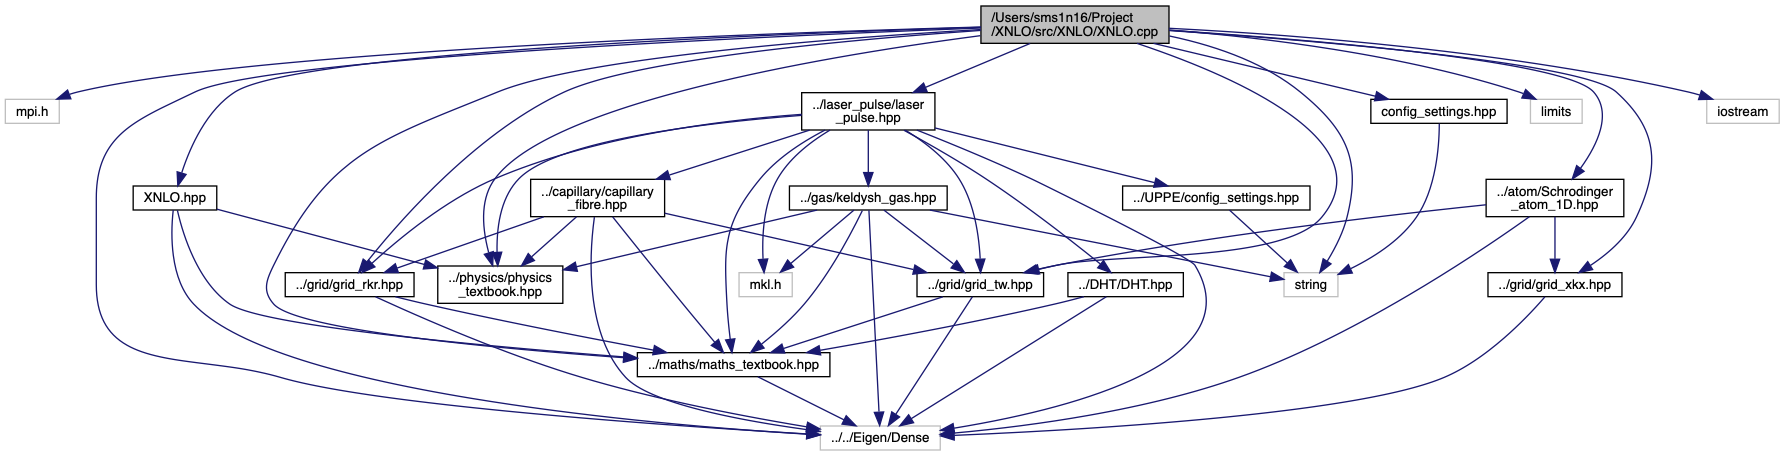 /Users/sms1n16/Project
/XNLO/src/XNLO/XNLO.cpp
mpi.h
../laser_pulse/laser
_pulse.hpp
config_settings.hpp
limits
iostream
XNLO.hpp
../capillary/capillary
_fibre.hpp
../gas/keldysh_gas.hpp
../UPPE/config_settings.hpp
../atom/Schrodinger
_atom_1D.hpp
../grid/grid_rkr.hpp
../physics/physics
_textbook.hpp
mkl.h
../grid/grid_tw.hpp
../DHT/DHT.hpp
string
../grid/grid_xkx.hpp
../maths/maths_textbook.hpp
../../Eigen/Dense